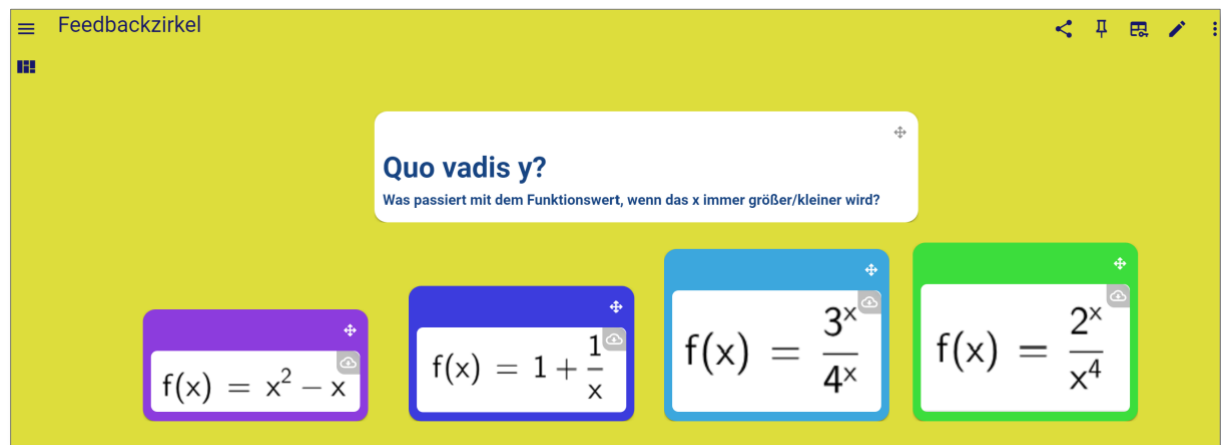 Feedbackzirkel
Quo vadis y?
Was passiert mit dem Funktionswert, wenn das x immer größer/kleiner wird?
f(x) = x² − x
f(x) = 1 + 1/x
f(x) = 3ˣ/4ˣ
f(x) = 2ˣ/x⁴